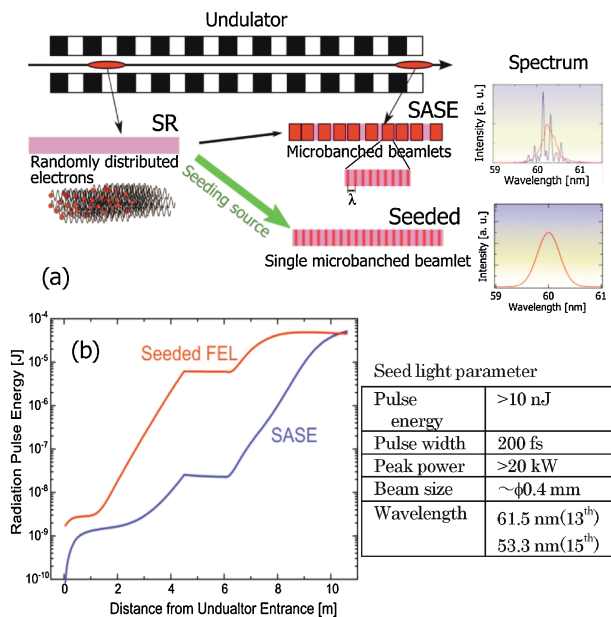 Undulator
Spectrum
SR
SASE
Randomly distributed
electrons
Microbanched beamlets
λ
Seeding source
Seeded
Single microbanched beamlet
Intensity [a. u.]
59 60 61
Wavelength [nm]
Intensity [a. u.]
59 60 61
Wavelength [nm]
(a)
(b)
Radiation Pulse Energy [J]
10-4
10-5
10-6
10-7
10-8
10-9
10-10
Seeded FEL
SASE
0 2 4 6 8 10
Distance from Undualtor Entrance [m]
Seed light parameter
Pulse >10 nJ
energy
Pulse width 200 fs
Peak power >20 kW
Beam size ～φ0.4 mm
Wavelength 61.5 nm(13th)
53.3 nm(15th)